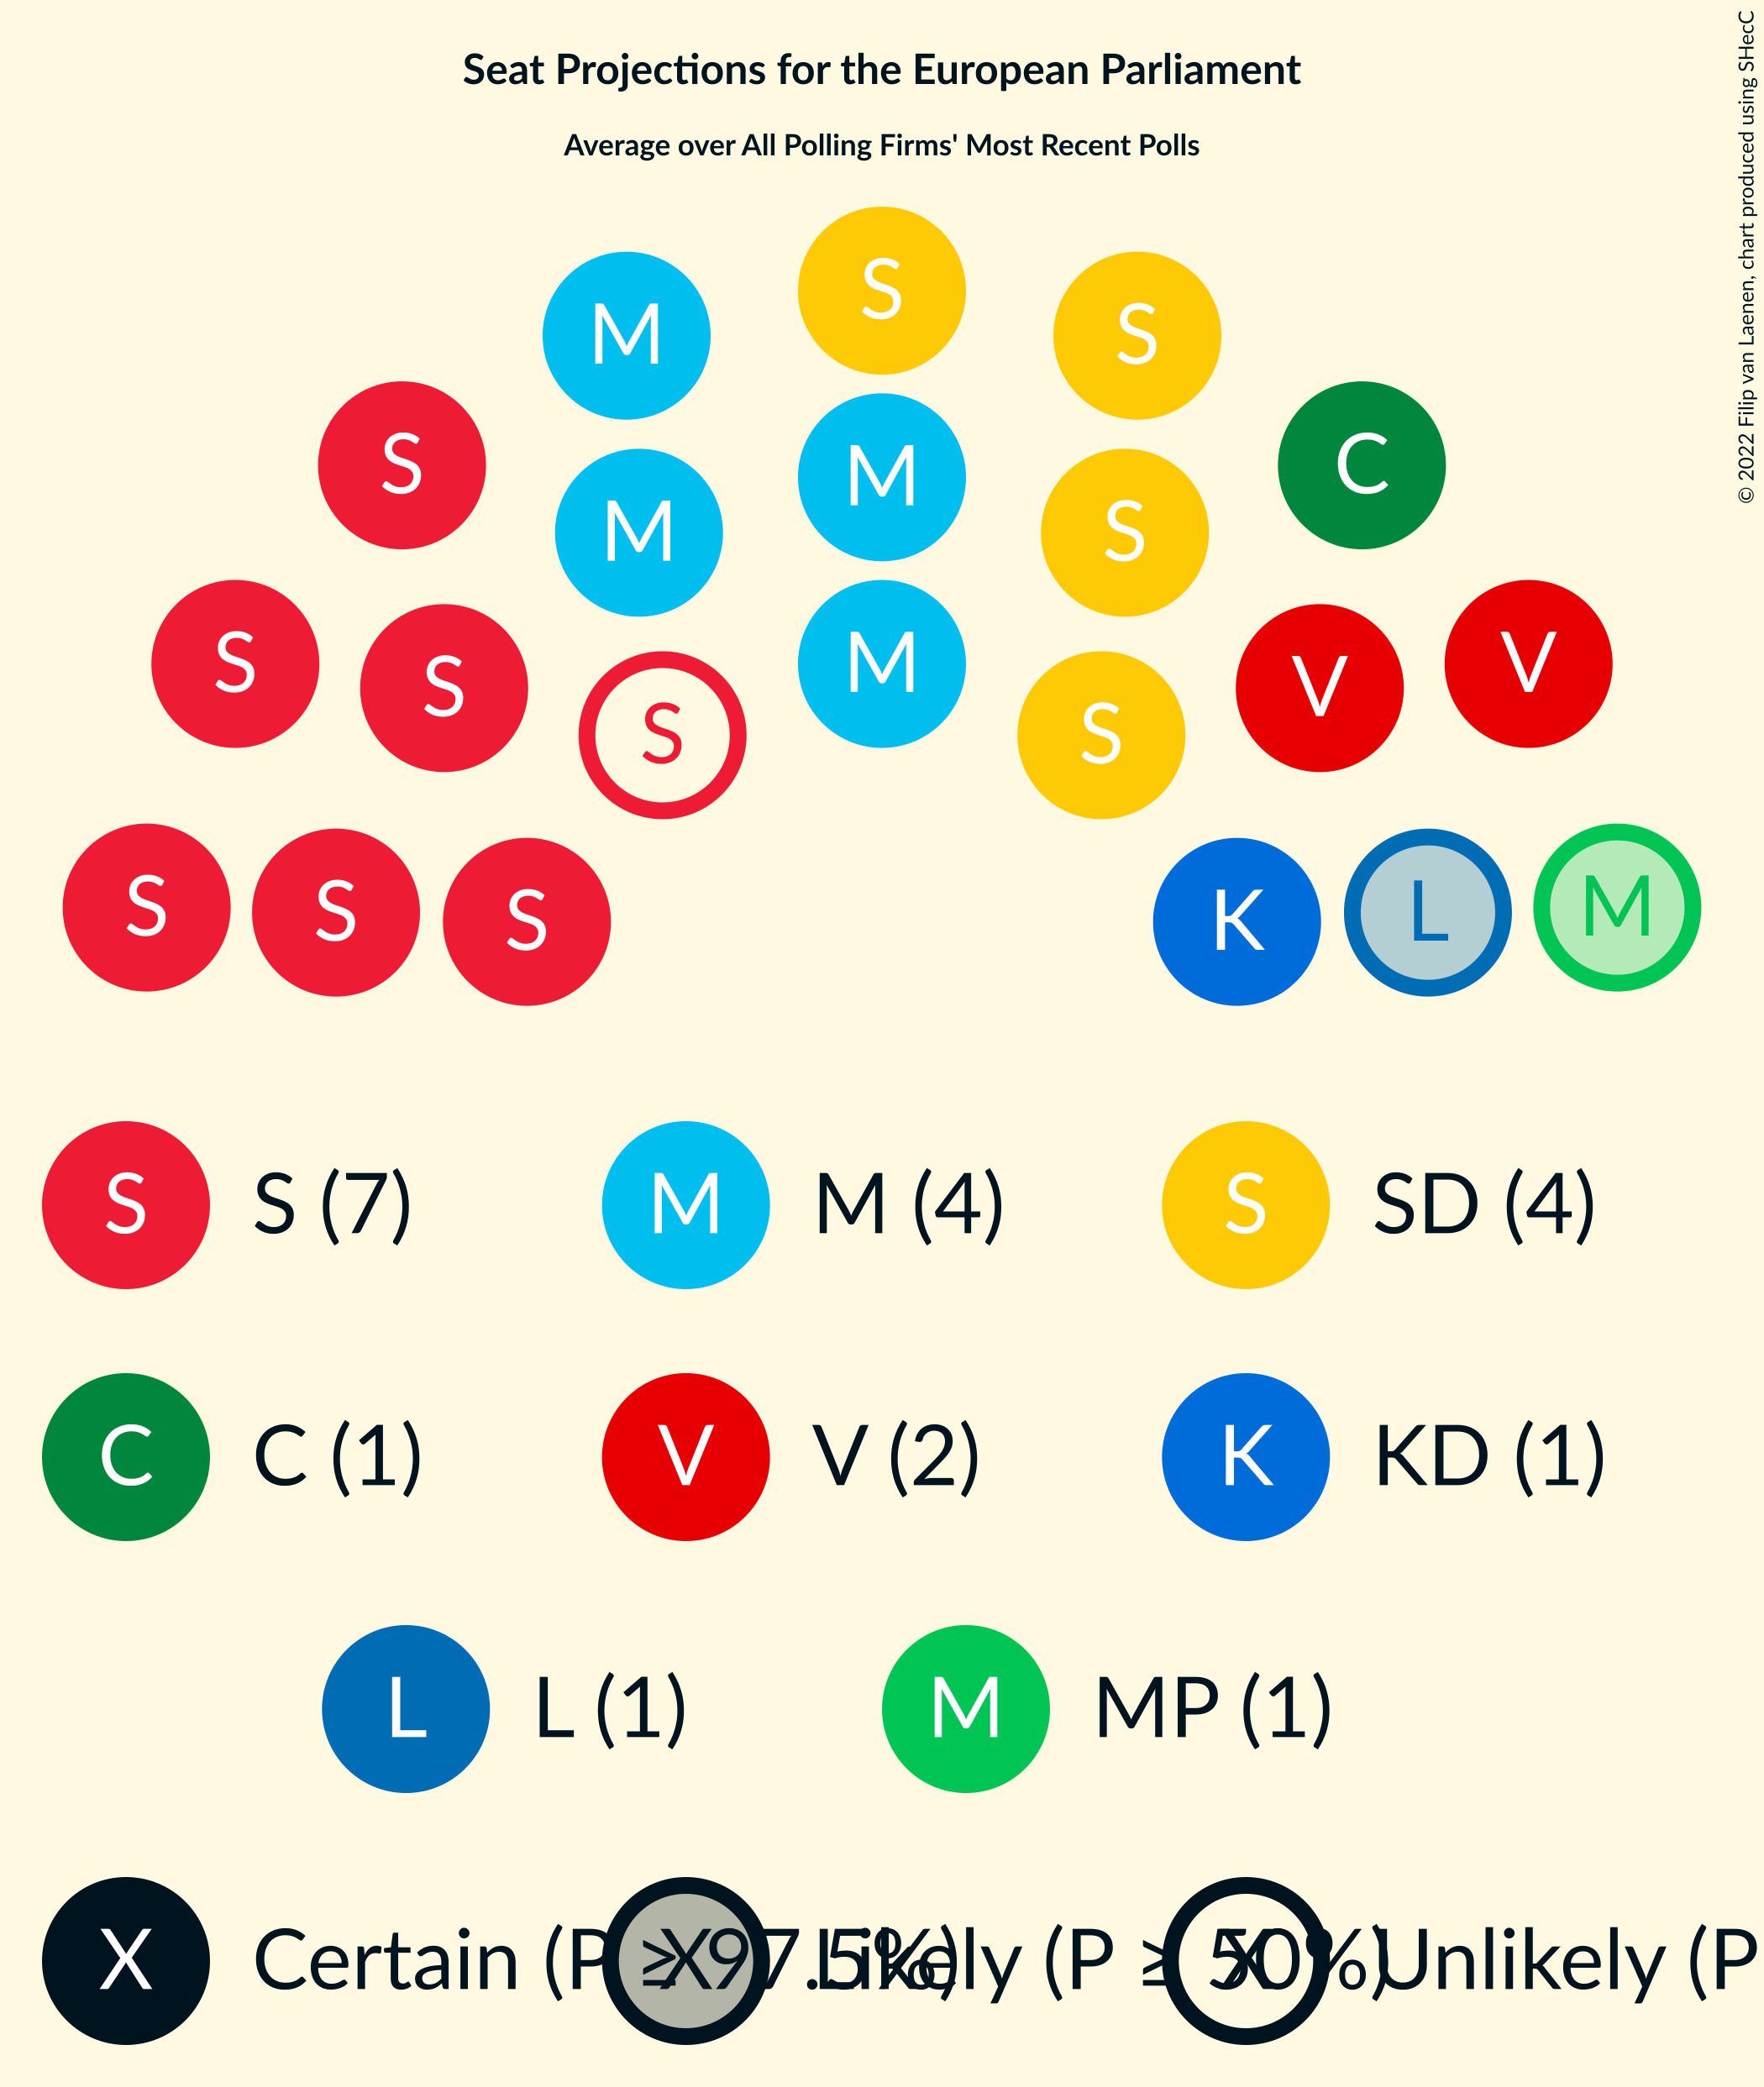 Seat Projections for the European Parliament
Average over All Polling Firms' Most Recent Polls
© 2022 Filip van Laenen, chart produced using SHecC
S
M S
S M
M C
S
S
M S
S S
M V
V
S
S
S S S
K L M
S S (7) M M (4) S SD (4)
C C (1) V V (2) K KD (1)
L L (1) M MP (1)
X Certain (P ≥ 97.5%) X Likely (P ≥ 50%) X Unlikely (P